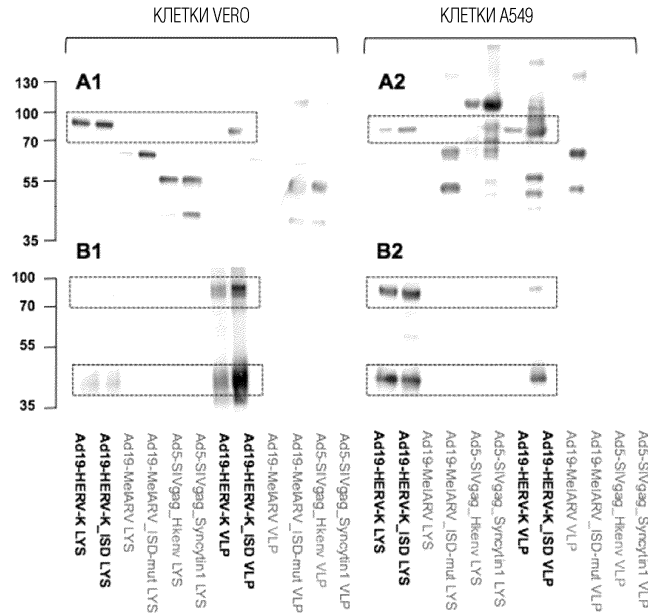 КЛЕТКИ VERO
КЛЕТКИ A549
A1
A2
130
100
70
55
35
B1
B2
100
70
55
35
Ad19-HERV-K LYS
Ad19-HERV-K_ISD LYS
Ad19-MelARV LYS
Ad19-MelARV_ISD-mut LYS
Ad5-SIVgag_Hkenv LYS
Ad5-SIVgag_Syncytin1 LYS
Ad19-HERV-K VLP
Ad19-HERV-K_ISD VLP
Ad19-MelARV VLP
Ad19-MelARV_ISD-mut VLP
Ad5-SIVgag_Hkenv VLP
Ad5-SIVgag_Syncytin1 VLP
Ad19-HERV-K LYS
Ad19-HERV-K_ISD LYS
Ad19-MelARV LYS
Ad19-MelARV_ISD-mut LYS
Ad5-SIVgag_Hkenv LYS
Ad5-SIVgag_Syncytin1 LYS
Ad19-HERV-K VLP
Ad19-HERV-K_ISD VLP
Ad19-MelARV VLP
Ad19-MelARV_ISD-mut VLP
Ad5-SIVgag_Hkenv VLP
Ad5-SIVgag_Syncytin1 VLP